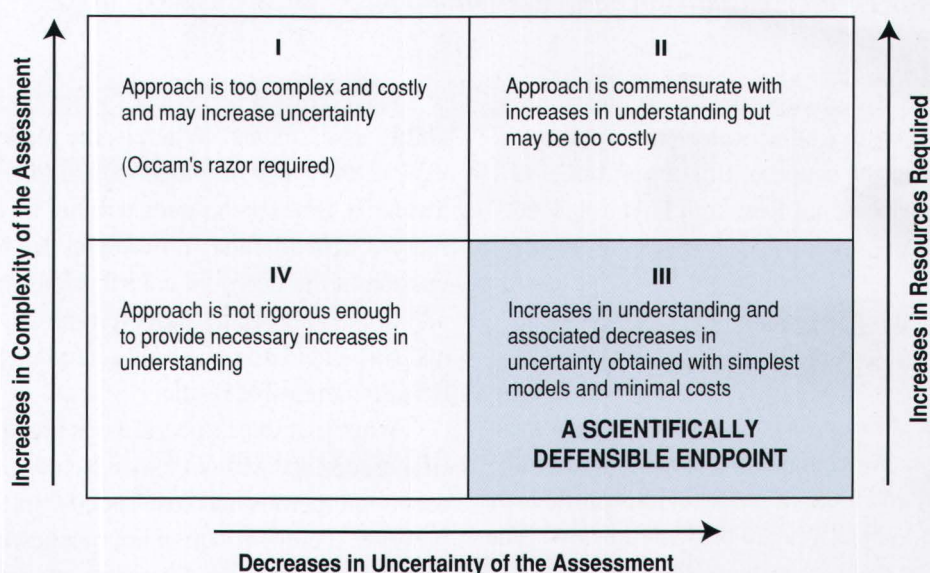 Increases in Complexity of the Assessment
I
Approach is too complex and costly
and may increase uncertainty
(Occam's razor required)
II
Approach is commensurate with
increases in understanding but
may be too costly
IV
Approach is not rigorous enough
to provide necessary increases in
understanding
III
Increases in understanding and
associated decreases in
uncertainty obtained with simplest
models and minimal costs
A SCIENTIFICALLY
DEFENSIBLE ENDPOINT
Increases in Resources Required
Decreases in Uncertainty of the Assessment